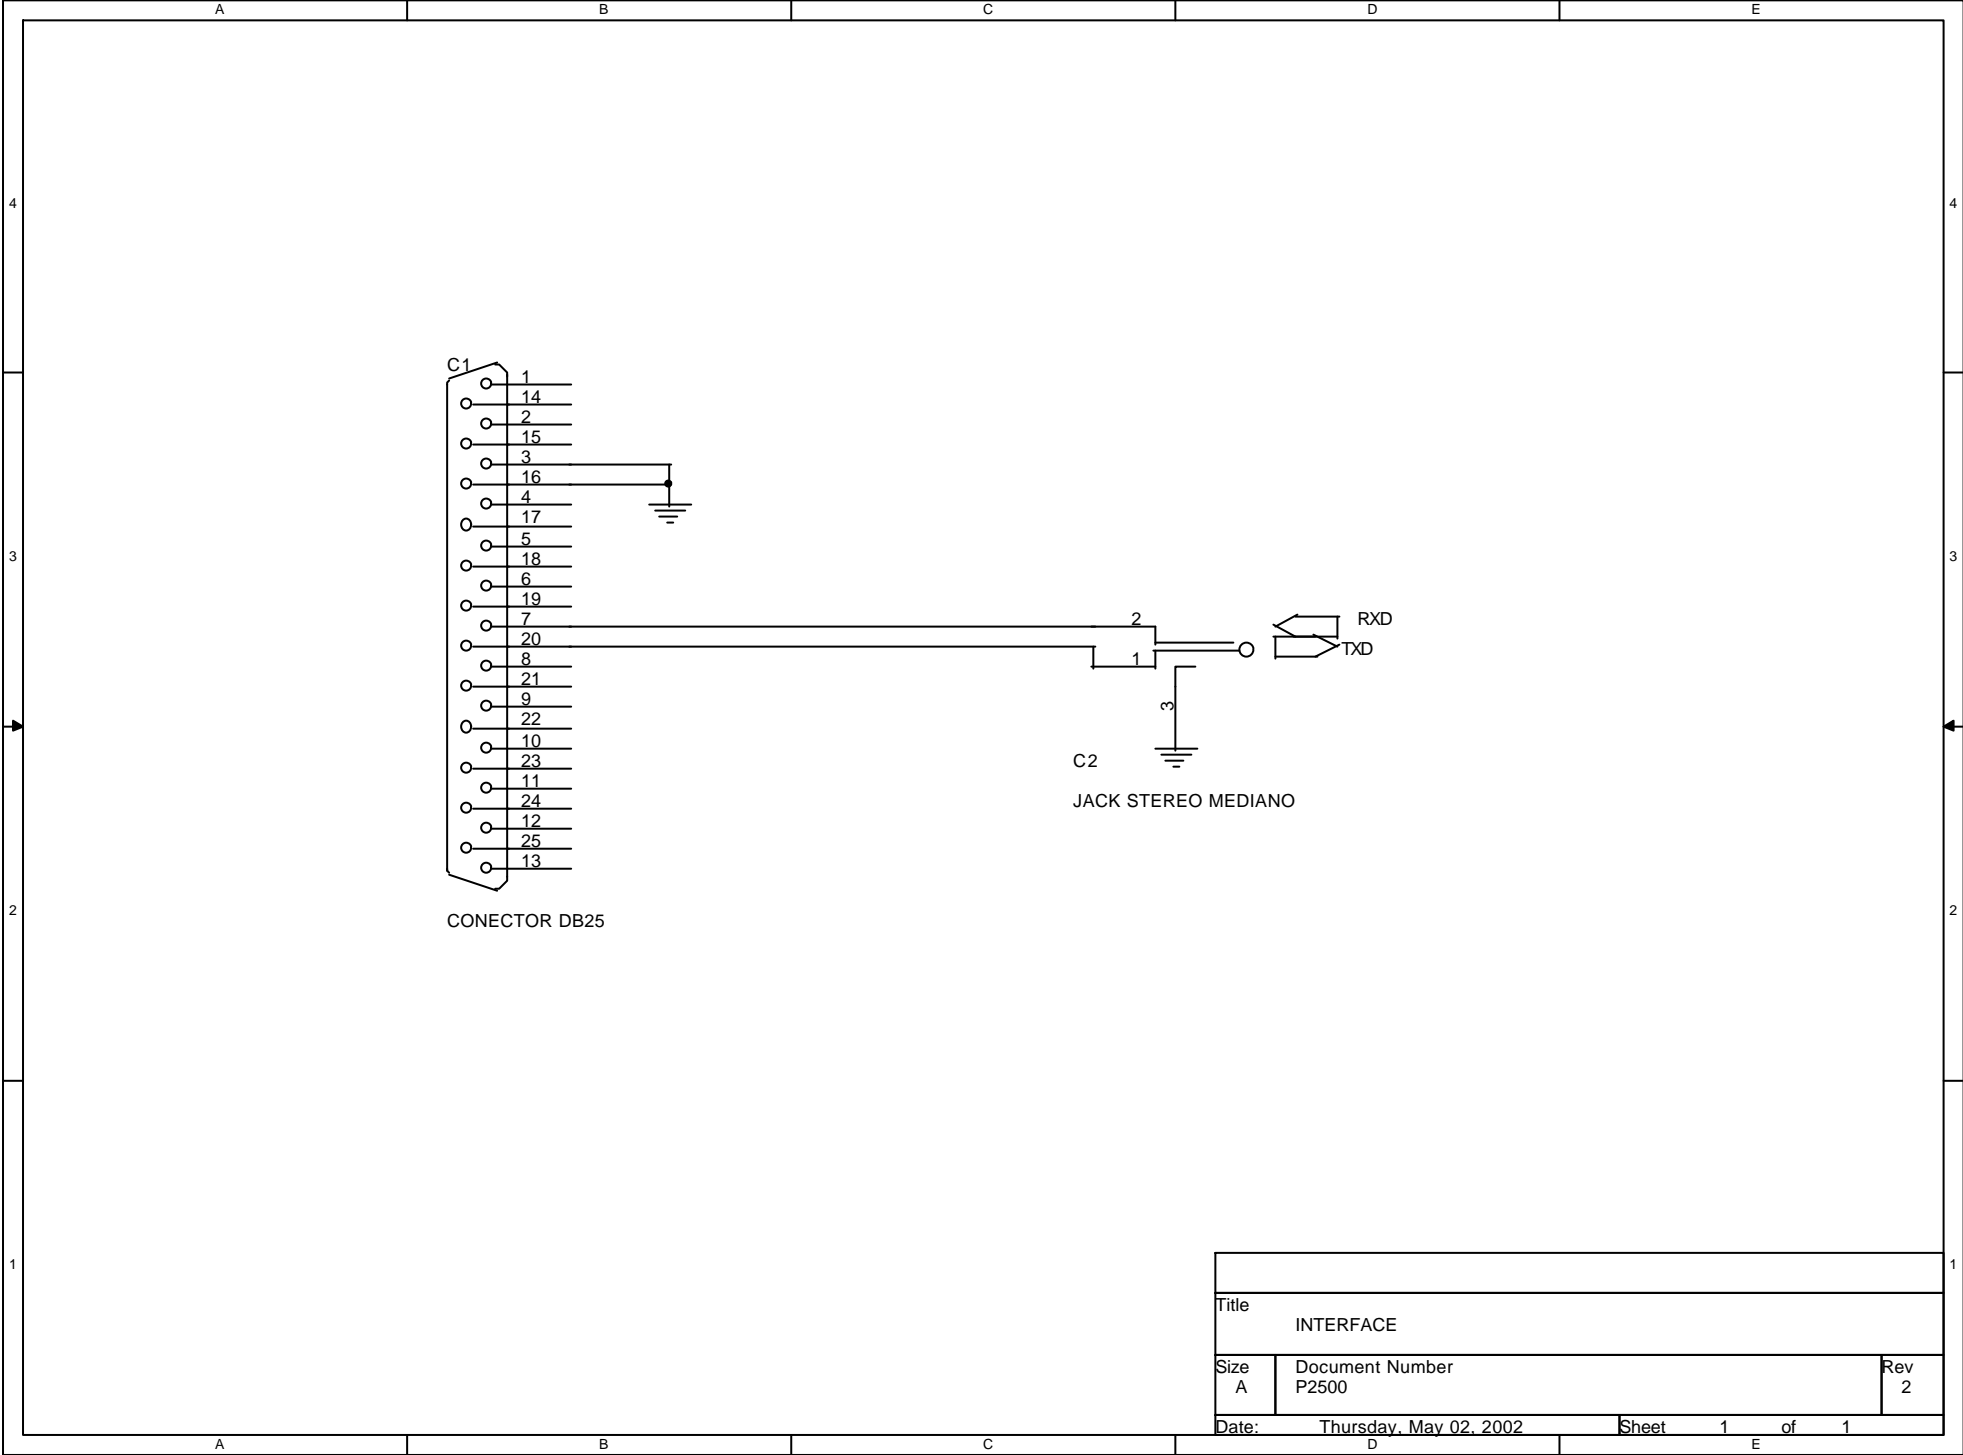 A B C D E
4 4
C1
1
14
2
15
3
16
4
17
5
3 3
18
6
19
7 2 RXD
20 TXD
8 1
21
9 3
22
10
23 C2
11
24 JACK STEREO MEDIANO
12
25
13
2 2
CONECTOR DB25
1 1
Title
INTERFACE
Size Document Number Rev
A P2500 2
Date: Thursday, May 02, 2002 Sheet 1 of 1
A B C D E